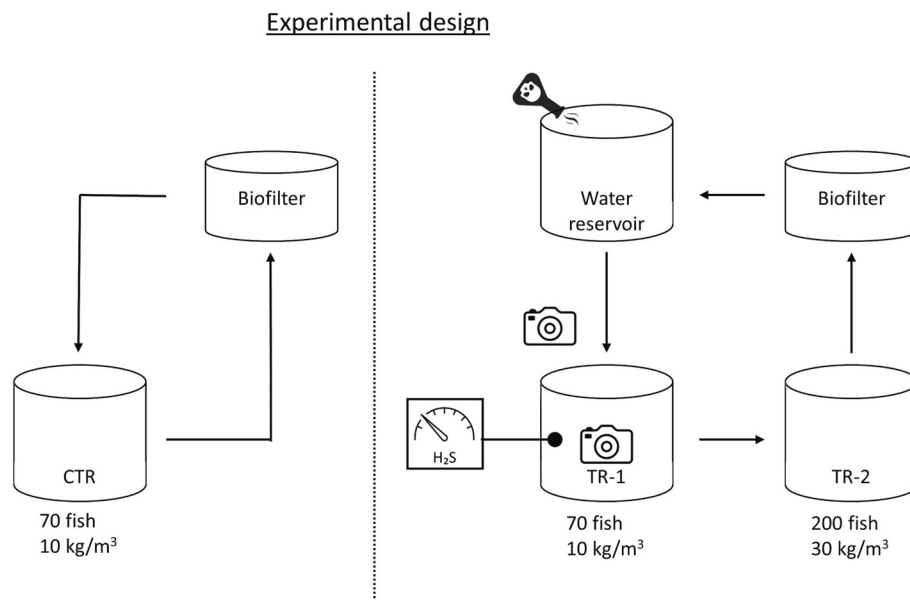 Experimental design
Biofilter
CTR
70 fish
10 kg/m³
Water
reservoir
Biofilter
H₂S
TR-1
70 fish
10 kg/m³
TR-2
200 fish
30 kg/m³